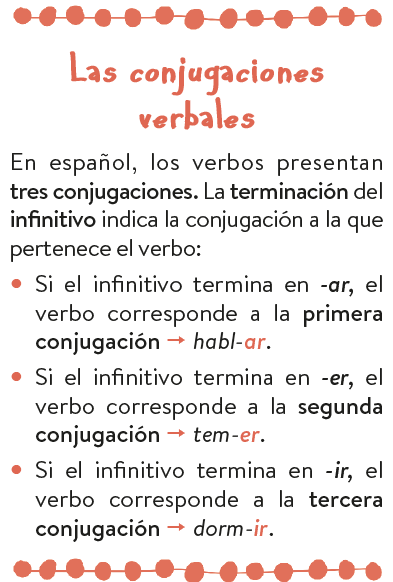 Las conjugaciones
verbales
En español, los verbos presentan
tres conjugaciones. La terminación del
infinitivo indica la conjugación a la que
pertenece el verbo:
• Si el infinitivo termina en -ar, el
verbo corresponde a la primera
conjugación → habl-ar.
• Si el infinitivo termina en -er, el
verbo corresponde a la segunda
conjugación → tem-er.
• Si el infinitivo termina en -ir, el
verbo corresponde a la tercera
conjugación → dorm-ir.